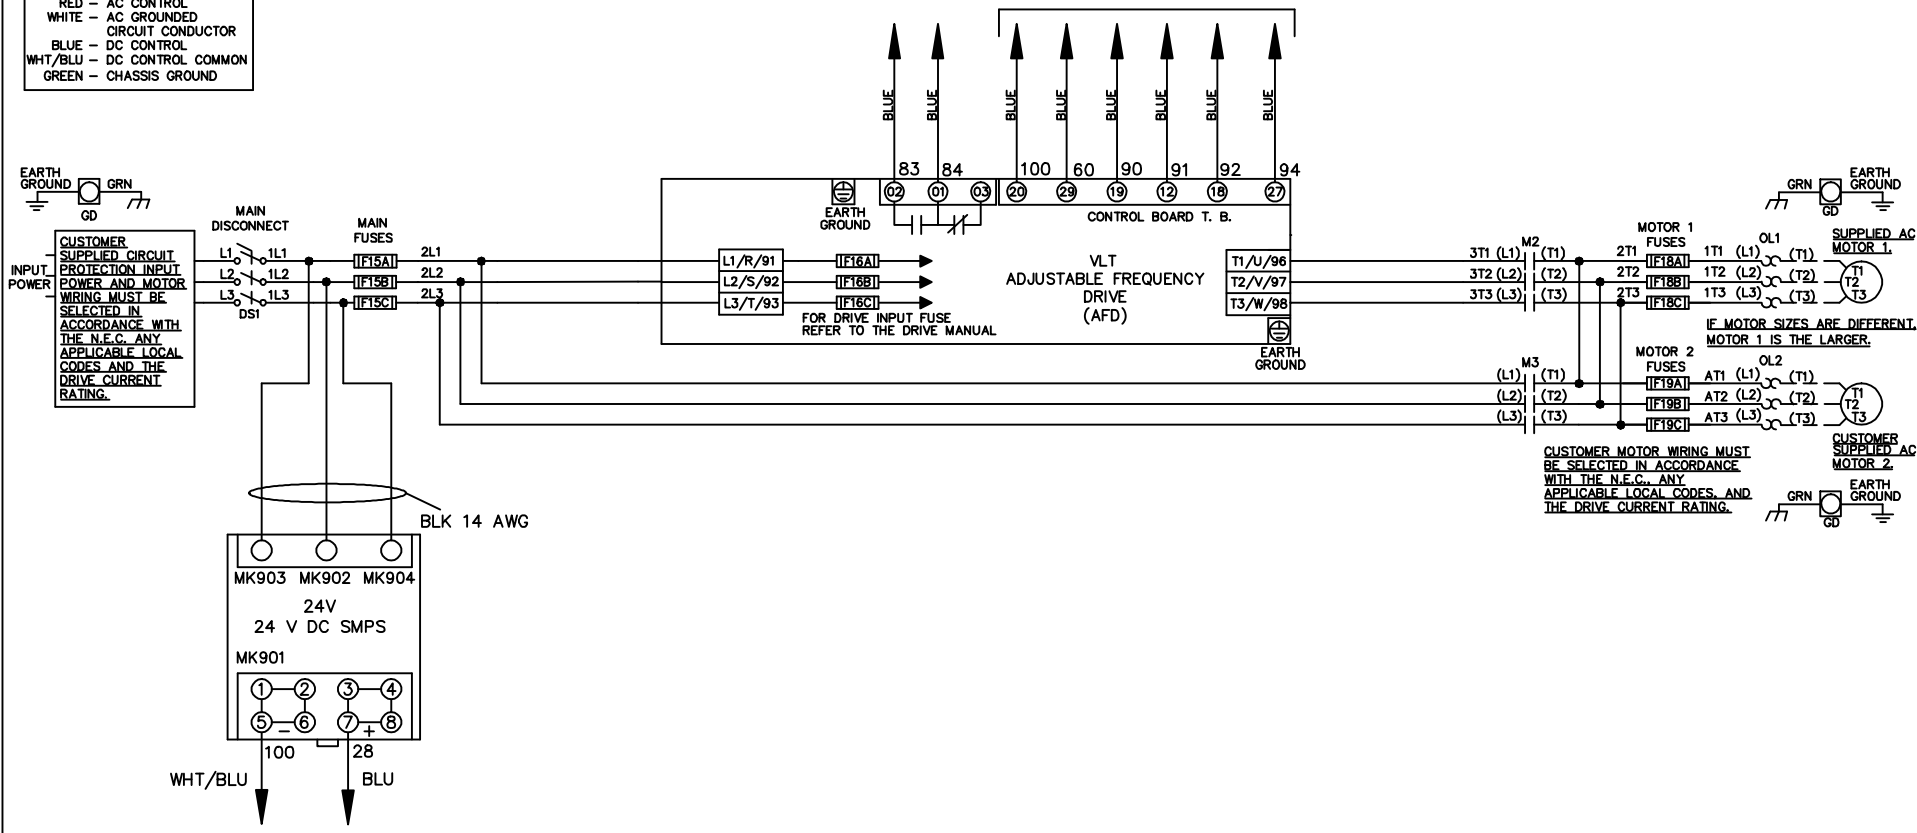 RED – AC CONTROL
WHITE – AC GROUNDED
CIRCUIT CONDUCTOR
BLUE – DC CONTROL
WHT/BLU – DC CONTROL COMMON
GREEN – CHASSIS GROUND
BLUE
BLUE
BLUE
BLUE
BLUE
BLUE
BLUE
BLUE
83
84
100
60
90
91
92
94
02
01
03
20
29
19
12
18
27
EARTH
GROUND
CONTROL BOARD T. B.
EARTH
GROUND
GRN
GD
INPUT
POWER
CUSTOMER
SUPPLIED CIRCUIT
PROTECTION INPUT
POWER AND MOTOR
WIRING MUST BE
SELECTED IN
ACCORDANCE WITH
THE N.E.C. ANY
APPLICABLE LOCAL
CODES AND THE
DRIVE CURRENT
RATING.
MAIN
DISCONNECT
L1 1L1
L2 1L2
L3 1L3
DS1
MAIN
FUSES
F15A
F15B
F15C
2L1
2L2
2L3
L1/R/91
L2/S/92
L3/T/93
F16A
F16B
F16C
FOR DRIVE INPUT FUSE
REFER TO THE DRIVE MANUAL
VLT
ADJUSTABLE FREQUENCY
DRIVE
(AFD)
T1/U/96
T2/V/97
T3/W/98
EARTH
GROUND
M2
3T1 (L1) (T1)
3T2 (L2) (T2)
3T3 (L3) (T3)
MOTOR 1
FUSES
2T1 F18A 1T1 (L1)
2T2 F18B 1T2 (L2)
2T3 F18C 1T3 (L3)
OL1
(T1)
(T2)
(T3)
GRN
GD
EARTH
GROUND
SUPPLIED AC
MOTOR 1.
T1
T2
T3
IF MOTOR SIZES ARE DIFFERENT,
MOTOR 1 IS THE LARGER.
M3
(L1) (T1)
(L2) (T2)
(L3) (T3)
MOTOR 2
FUSES
F19A AT1 (L1)
F19B AT2 (L2)
F19C AT3 (L3)
OL2
(T1)
(T2)
(T3)
T1
T2
T3
CUSTOMER
SUPPLIED AC
MOTOR 2.
CUSTOMER MOTOR WIRING MUST
BE SELECTED IN ACCORDANCE
WITH THE N.E.C., ANY
APPLICABLE LOCAL CODES, AND
THE DRIVE CURRENT RATING.
GRN
GD
EARTH
GROUND
BLK 14 AWG
MK903 MK902 MK904
24V
24 V DC SMPS
MK901
1 2 3 4
5 6 7 8
– +
100
28
WHT/BLU
BLU